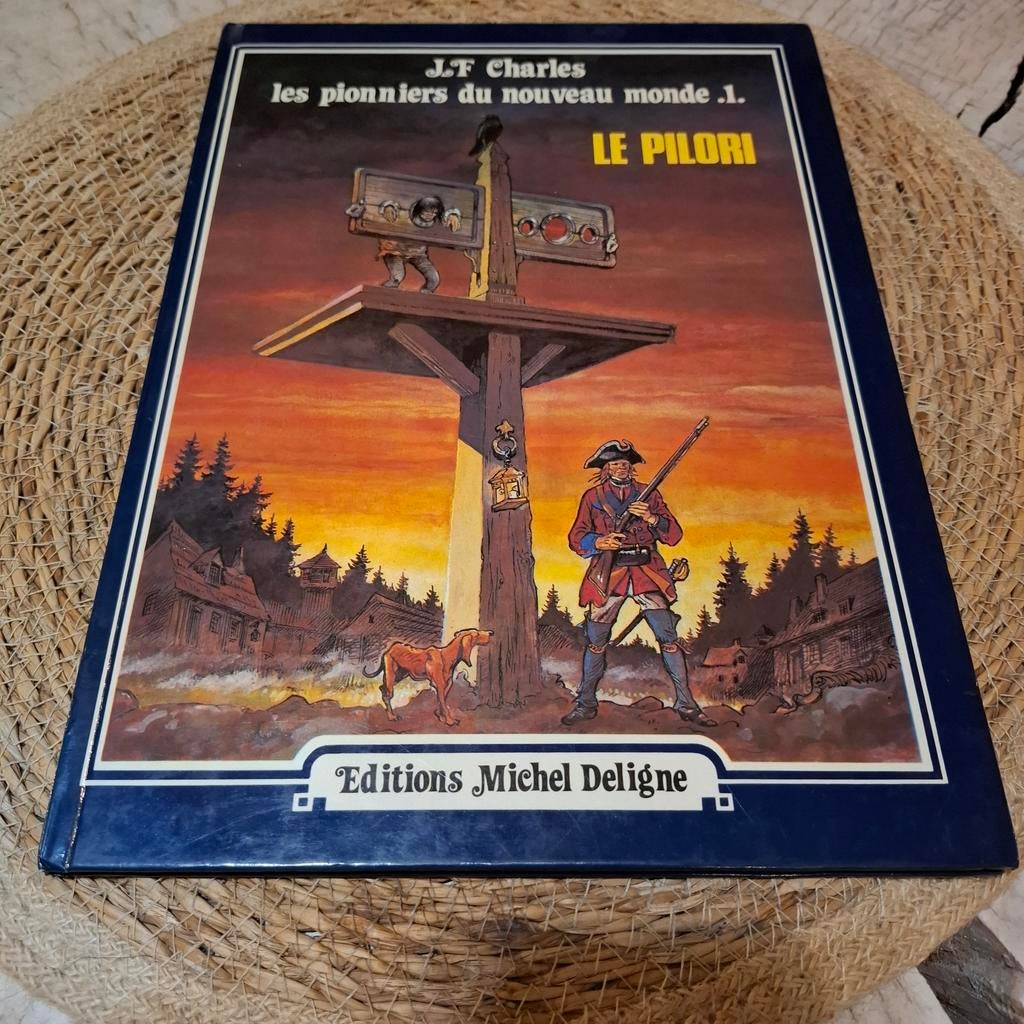 J.F Charles
les pionniers du nouveau monde .1.
LE PILORI
Editions Michel Deligne